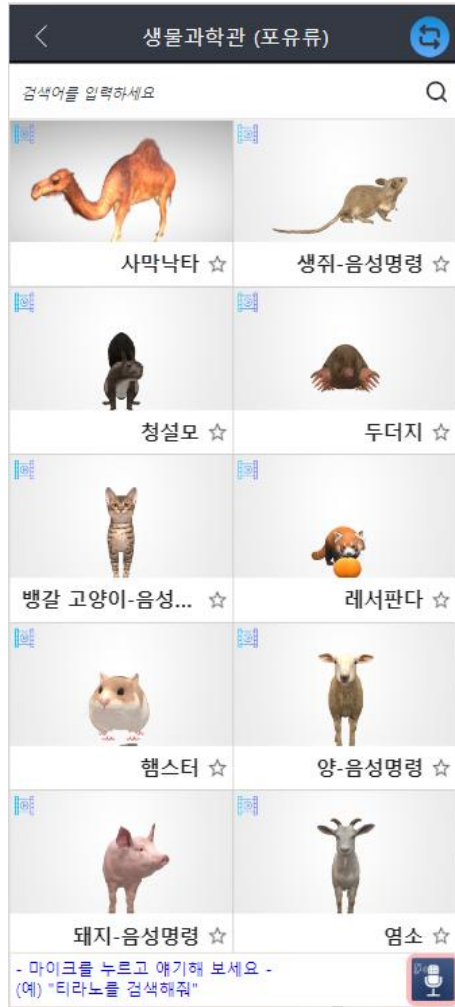 생물과학관 (포유류)
검색어를 입력하세요
사막낙타
생쥐-음성명령
청설모
두더지
뱅갈 고양이-음성...
레서판다
햄스터
양-음성명령
돼지-음성명령
염소
- 마이크를 누르고 얘기해 보세요 -
(예) "티라노를 검색해줘"